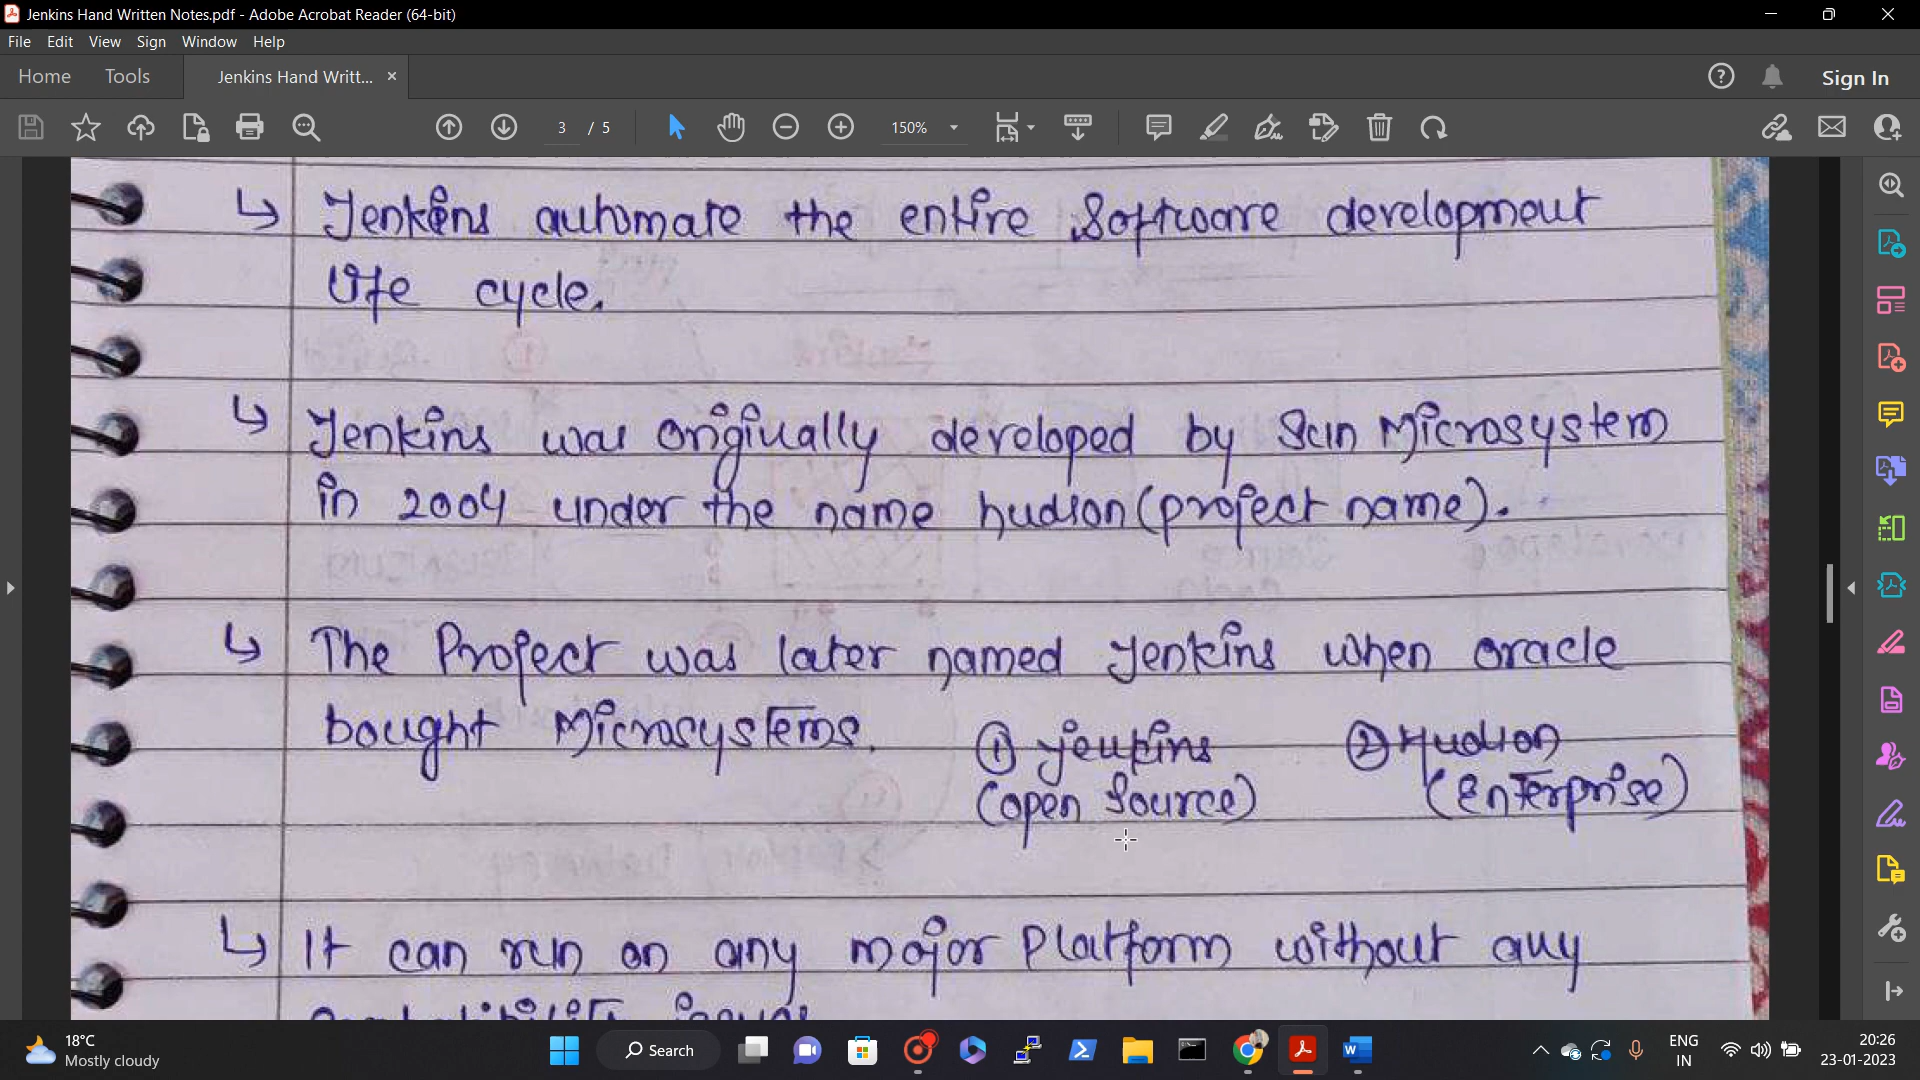 Jenkins Hand Written Notes.pdf - Adobe Acrobat Reader (64-bit)
File Edit View Sign Window Help
Home Tools Jenkins Hand Writt... × Sign In
3 / 5 150%
↳ Jenkins automate the entire Software development
life cycle.
↳ Jenkins was originally developed by Sun Microsystem
in 2004 under the name hudson (project name).
↳ The Project was later named Jenkins when oracle
bought Microsystems.
① jenkins
(open source)
② Hudson
(Enterprise)
↳ It can run on any major Platform without any
18°C
Mostly cloudy
Search
ENG
IN
20:26
23-01-2023